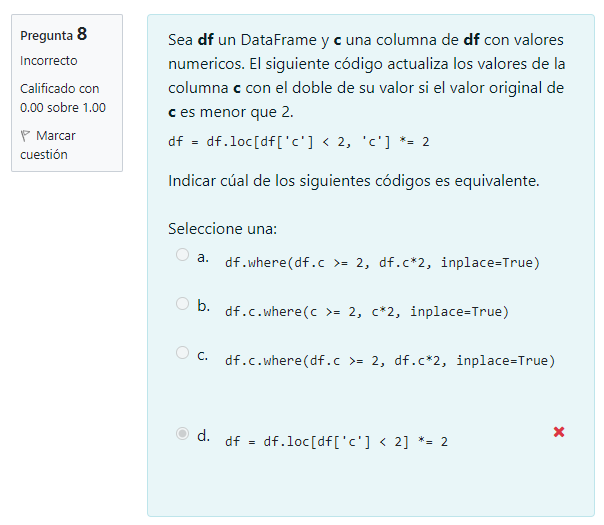 Pregunta 8
Incorrecto
Calificado con
0.00 sobre 1.00
Marcar
cuestión
Sea df un DataFrame y c una columna de df con valores
numericos. El siguiente código actualiza los valores de la
columna c con el doble de su valor si el valor original de
c es menor que 2.
df = df.loc[df['c'] < 2, 'c'] *= 2
Indicar cúal de los siguientes códigos es equivalente.
Seleccione una:
a. df.where(df.c >= 2, df.c*2, inplace=True)
b. df.c.where(c >= 2, c*2, inplace=True)
c. df.c.where(df.c >= 2, df.c*2, inplace=True)
d. df = df.loc[df['c'] < 2] *= 2